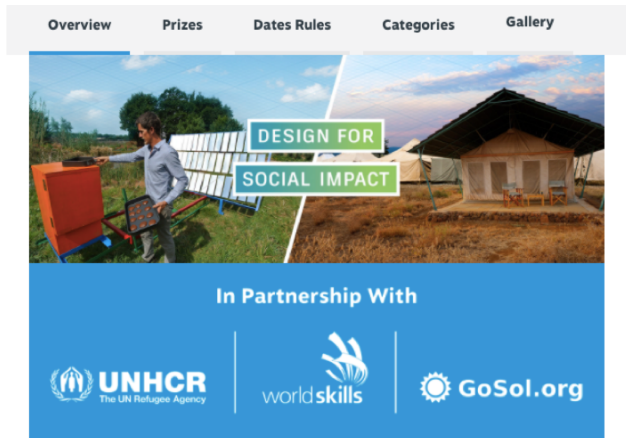 Overview Prizes Dates Rules Categories Gallery
DESIGN FOR
SOCIAL IMPACT
In Partnership With
UNHCR
The UN Refugee Agency
worldskills
GoSol.org